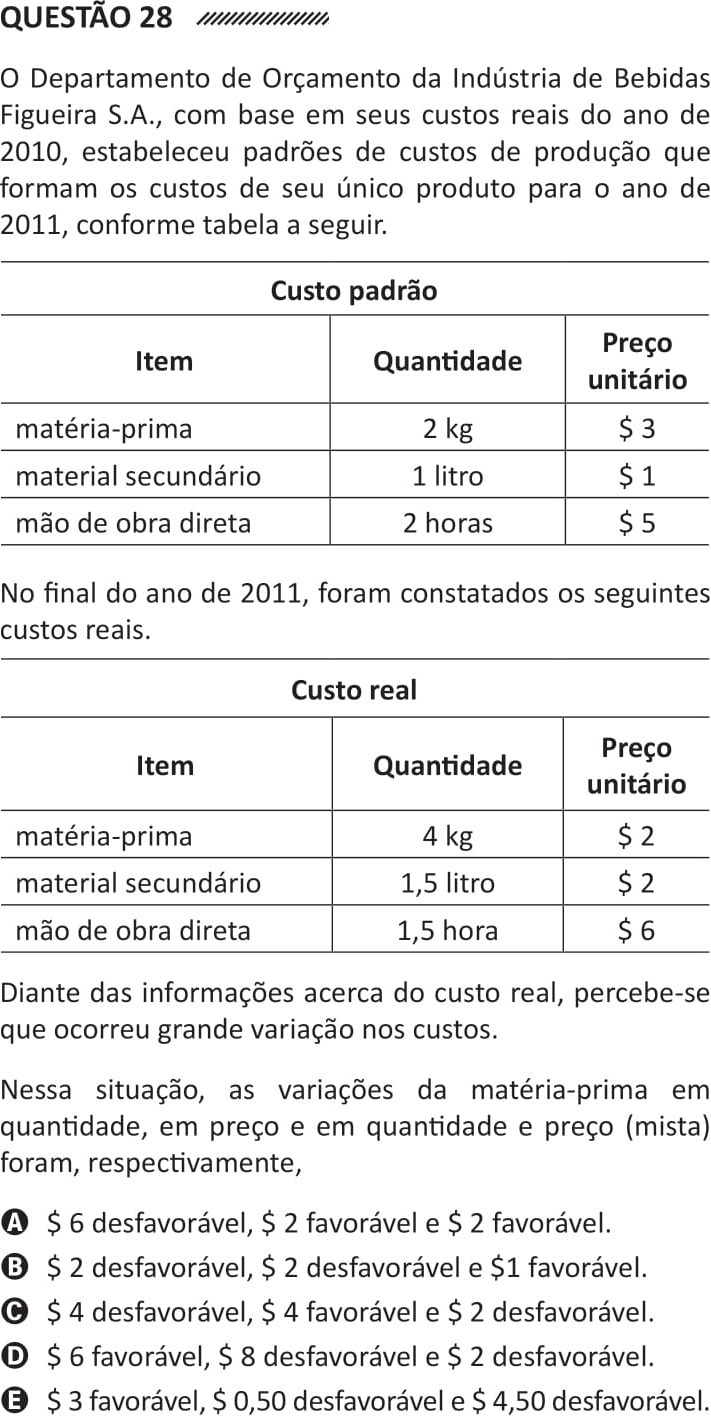 QUESTÃO 28
O Departamento de Orçamento da Indústria de Bebidas
Figueira S.A., com base em seus custos reais do ano de
2010, estabeleceu padrões de custos de produção que
formam os custos de seu único produto para o ano de
2011, conforme tabela a seguir.
Custo padrão
Item Quantidade Preço unitário
matéria-prima 2 kg $ 3
material secundário 1 litro $ 1
mão de obra direta 2 horas $ 5
No final do ano de 2011, foram constatados os seguintes
custos reais.
Custo real
Item Quantidade Preço unitário
matéria-prima 4 kg $ 2
material secundário 1,5 litro $ 2
mão de obra direta 1,5 hora $ 6
Diante das informações acerca do custo real, percebe-se
que ocorreu grande variação nos custos.
Nessa situação, as variações da matéria-prima em
quantidade, em preço e em quantidade e preço (mista)
foram, respectivamente,
A $ 6 desfavorável, $ 2 favorável e $ 2 favorável.
B $ 2 desfavorável, $ 2 desfavorável e $1 favorável.
C $ 4 desfavorável, $ 4 favorável e $ 2 desfavorável.
D $ 6 favorável, $ 8 desfavorável e $ 2 desfavorável.
E $ 3 favorável, $ 0,50 desfavorável e $ 4,50 desfavorável.